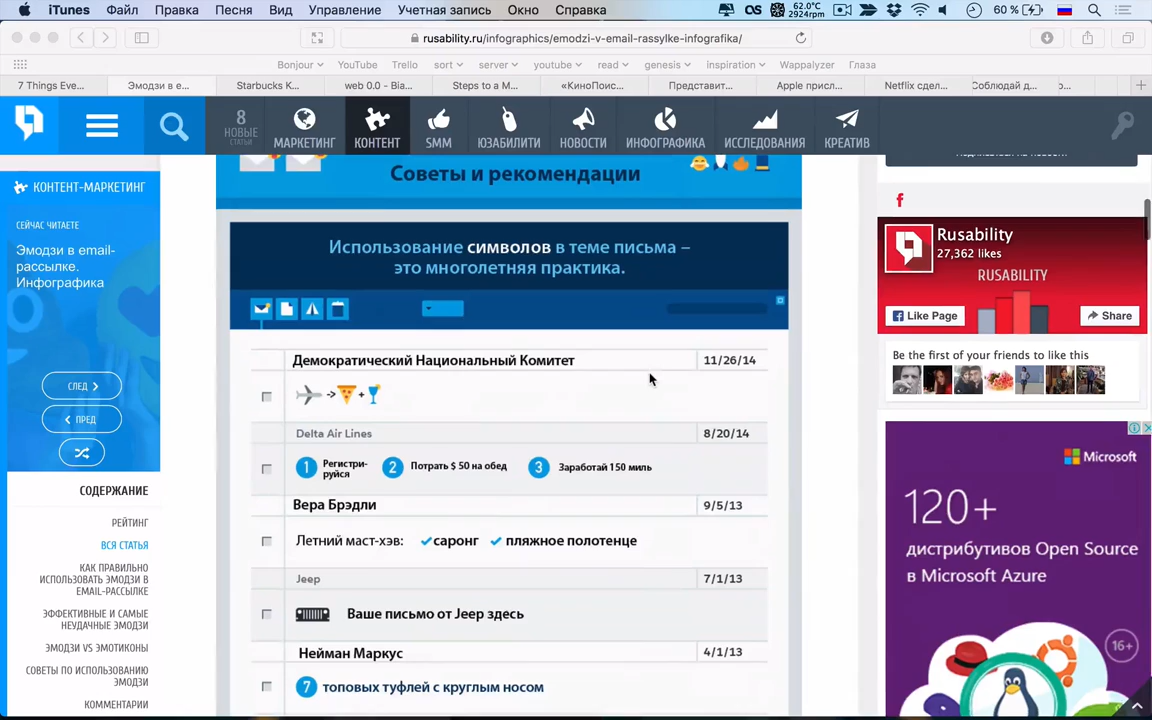 iTunes Файл Правка Песня Вид Управление Учетная запись Окно Справка
62.0°C
2924rpm
60 %
rusability.ru/infographics/emodzi-v-email-rassylke-infografika/
Bonjour YouTube Trello sort server youtube read genesis Inspiration Wappalyzer Глаза
7 Things Eve... Эмодзи в e... Starbucks K... web 0.0 - Bia... Steps to a M... «КиноПоис... Представит... Apple присл... Netflix сдел... Соблюдай д...
8
НОВЫЕ
СТАТЬИ
МАРКЕТИНГ КОНТЕНТ SMM ЮЗАБИЛИТИ НОВОСТИ ИНФОГРАФИКА ИССЛЕДОВАНИЯ КРЕАТИВ
КОНТЕНТ-МАРКЕТИНГ
СЕЙЧАС ЧИТАЕТЕ
Эмодзи в email-
рассылке.
Инфографика
СЛЕД
ПРЕД
СОДЕРЖАНИЕ
РЕЙТИНГ
ВСЯ СТАТЬЯ
КАК ПРАВИЛЬНО
ИСПОЛЬЗОВАТЬ ЭМОДЗИ В
EMAIL-РАССЫЛКЕ
ЭФФЕКТИВНЫЕ И САМЫЕ
НЕУДАЧНЫЕ ЭМОДЗИ
ЭМОДЗИ VS ЭМОТИКОНЫ
СОВЕТЫ ПО ИСПОЛЬЗОВАНИЮ
ЭМОДЗИ
КОММЕНТАРИИ
Советы и рекомендации
Использование символов в теме письма –
это многолетняя практика.
Демократический Национальный Комитет 11/26/14
-> +
Delta Air Lines 8/20/14
1 Регистри-
руйся
2 Потрать $ 50 на обед
3 Заработай 150 миль
Вера Брэдли 9/5/13
Летний маст-хэв: ✓саронг ✓ пляжное полотенце
Jeep 7/1/13
Ваше письмо от Jeep здесь
Нейман Маркус 4/1/13
7 топовых туфлей с круглым носом
Rusability
27,362 likes
RUSABILITY
Like Page
Share
Be the first of your friends to like this
Microsoft
120+
дистрибутивов Open Source
в Microsoft Azure
16+